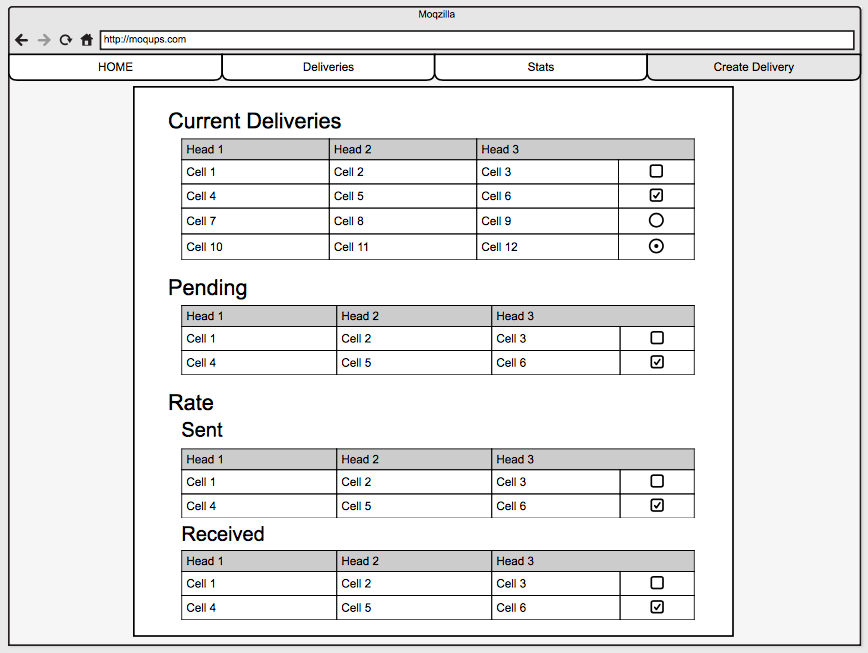 Moqzilla
http://moqups.com
HOME Deliveries Stats Create Delivery
Current Deliveries
Head 1 Head 2 Head 3
Cell 1 Cell 2 Cell 3
Cell 4 Cell 5 Cell 6
Cell 7 Cell 8 Cell 9
Cell 10 Cell 11 Cell 12
Pending
Head 1 Head 2 Head 3
Cell 1 Cell 2 Cell 3
Cell 4 Cell 5 Cell 6
Rate
Sent
Head 1 Head 2 Head 3
Cell 1 Cell 2 Cell 3
Cell 4 Cell 5 Cell 6
Received
Head 1 Head 2 Head 3
Cell 1 Cell 2 Cell 3
Cell 4 Cell 5 Cell 6